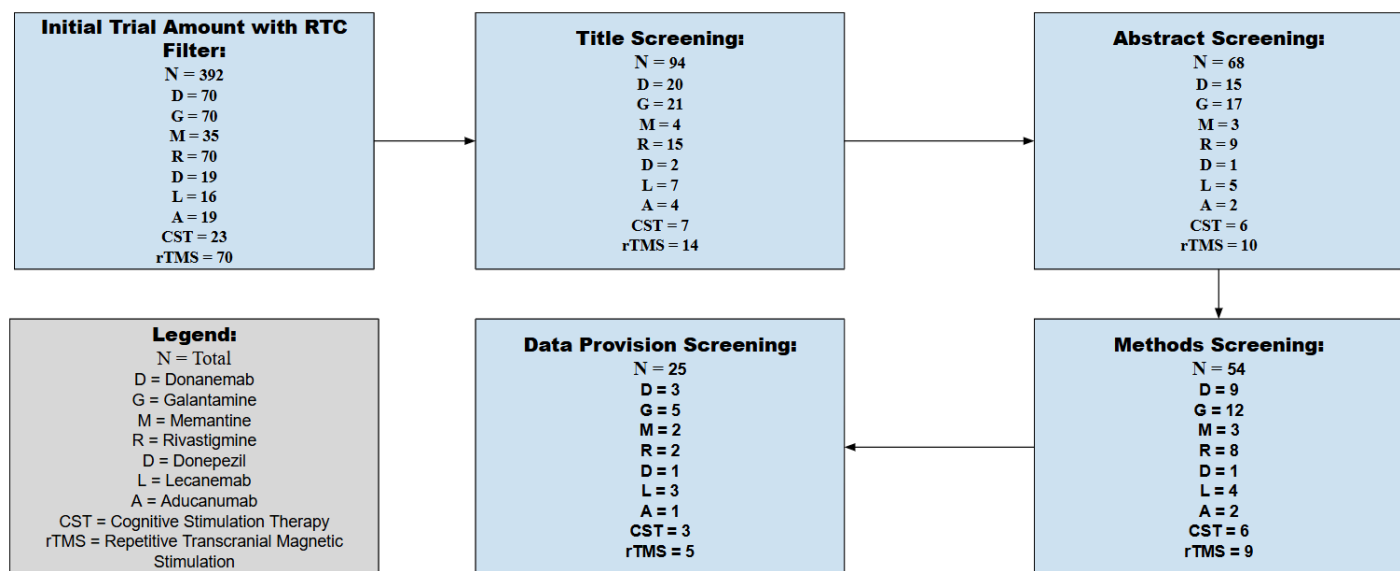 Initial Trial Amount with RTC
Filter:
N = 392
D = 70
G = 70
M = 35
R = 70
D = 19
L = 16
A = 19
CST = 23
rTMS = 70
Title Screening:
N = 94
D = 20
G = 21
M = 4
R = 15
D = 2
L = 7
A = 4
CST = 7
rTMS = 14
Abstract Screening:
N = 68
D = 15
G = 17
M = 3
R = 9
D = 1
L = 5
A = 2
CST = 6
rTMS = 10
Legend:
N = Total
D = Donanemab
G = Galantamine
M = Memantine
R = Rivastigmine
D = Donepezil
L = Lecanemab
A = Aducanumab
CST = Cognitive Stimulation Therapy
rTMS = Repetitive Transcranial Magnetic
Stimulation
Data Provision Screening:
N = 25
D = 3
G = 5
M = 2
R = 2
D = 1
L = 3
A = 1
CST = 3
rTMS = 5
Methods Screening:
N = 54
D = 9
G = 12
M = 3
R = 8
D = 1
L = 4
A = 2
CST = 6
rTMS = 9